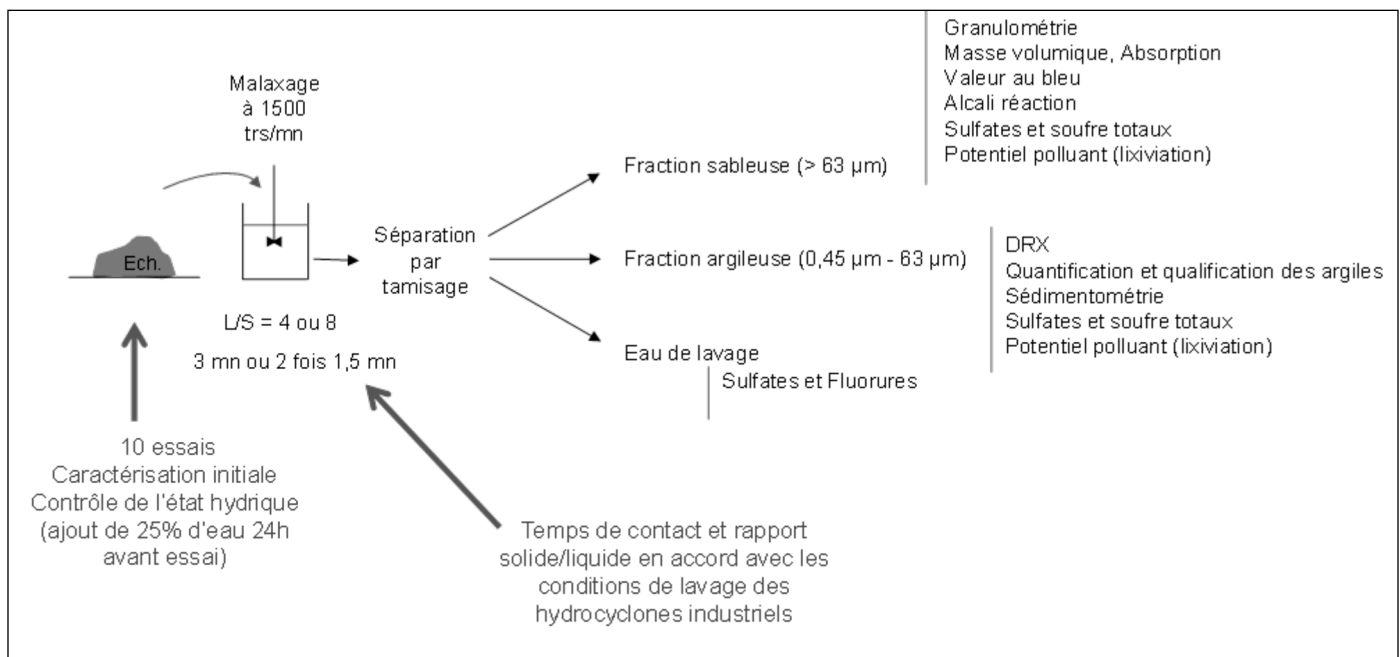 Malaxage
à 1500
trs/mn
Ech.
L/S = 4 ou 8
3 mn ou 2 fois 1,5 mn
Séparation
par
tamisage
Fraction sableuse (> 63 µm)
Granulométrie
Masse volumique, Absorption
Valeur au bleu
Alcali réaction
Sulfates et soufre totaux
Potentiel polluant (lixiviation)
Fraction argileuse (0,45 µm - 63 µm)
DRX
Quantification et qualification des argiles
Sédimentométrie
Sulfates et soufre totaux
Potentiel polluant (lixiviation)
Eau de lavage
Sulfates et Fluorures
10 essais
Caractérisation initiale
Contrôle de l'état hydrique
(ajout de 25% d'eau 24h
avant essai)
Temps de contact et rapport
solide/liquide en accord avec les
conditions de lavage des
hydrocyclones industriels